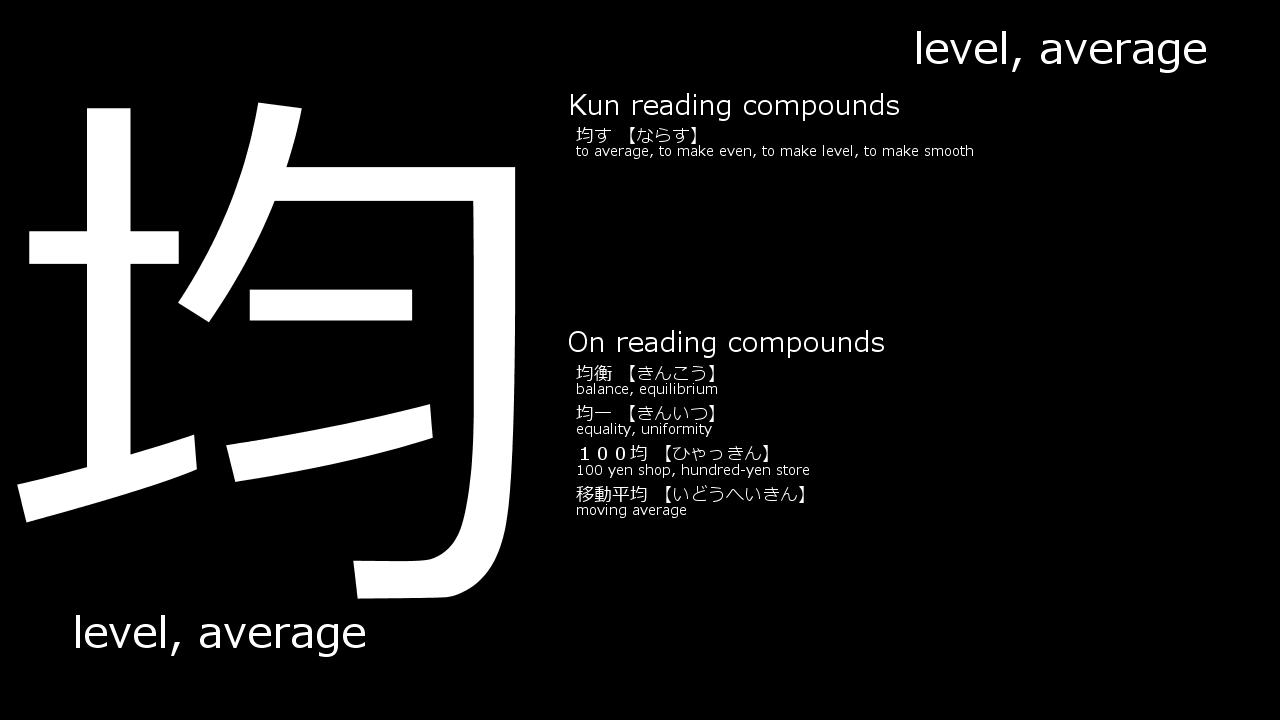 level, average
均
Kun reading compounds
均す 【ならす】
to average, to make even, to make level, to make smooth
On reading compounds
均衡 【きんこう】
balance, equilibrium
均一 【きんいつ】
equality, uniformity
１００均 【ひゃっきん】
100 yen shop, hundred-yen store
移動平均 【いどうへいきん】
moving average
level, average